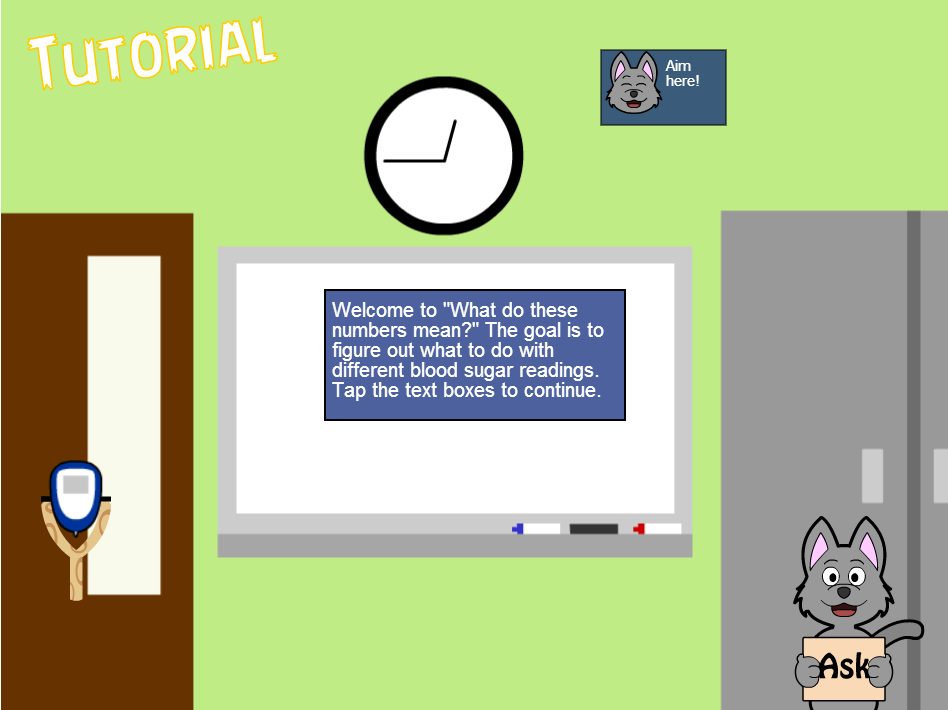 TUTORIAL
Aim
here!
Welcome to "What do these
numbers mean?" The goal is to
figure out what to do with
different blood sugar readings.
Tap the text boxes to continue.
Ask